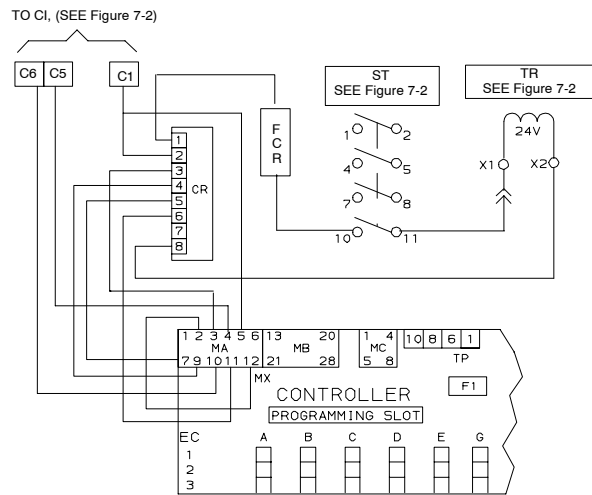 TO CI, (SEE Figure 7-2)
C6 C5 C1
ST
SEE Figure 7-2
TR
SEE Figure 7-2
24V
X1 X2
FCR
1 2
4 5
7 8
10 11
1
2
3
4
5
6
7
8
CR
1 2 3 4 5 6 13 20 1 4 10 8 6 1
MA MB MC TP
7 9 10 11 12 21 28 5 8
MX
F1
CONTROLLER
PROGRAMMING SLOT
EC A B C D E G
1
2
3